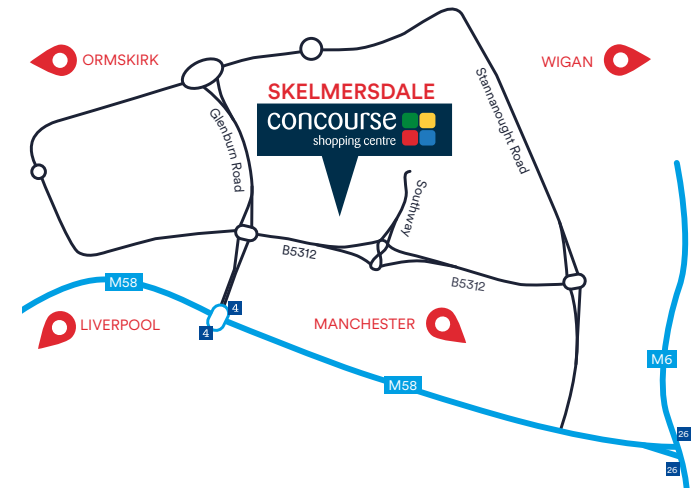 ORMSKIRK
WIGAN
SKELMERSDALE
concourse
shopping centre
Stannanought Road
Glenburn Road
Southway
B5312
B5312
M58
4
4
LIVERPOOL
MANCHESTER
M6
M58
26
26